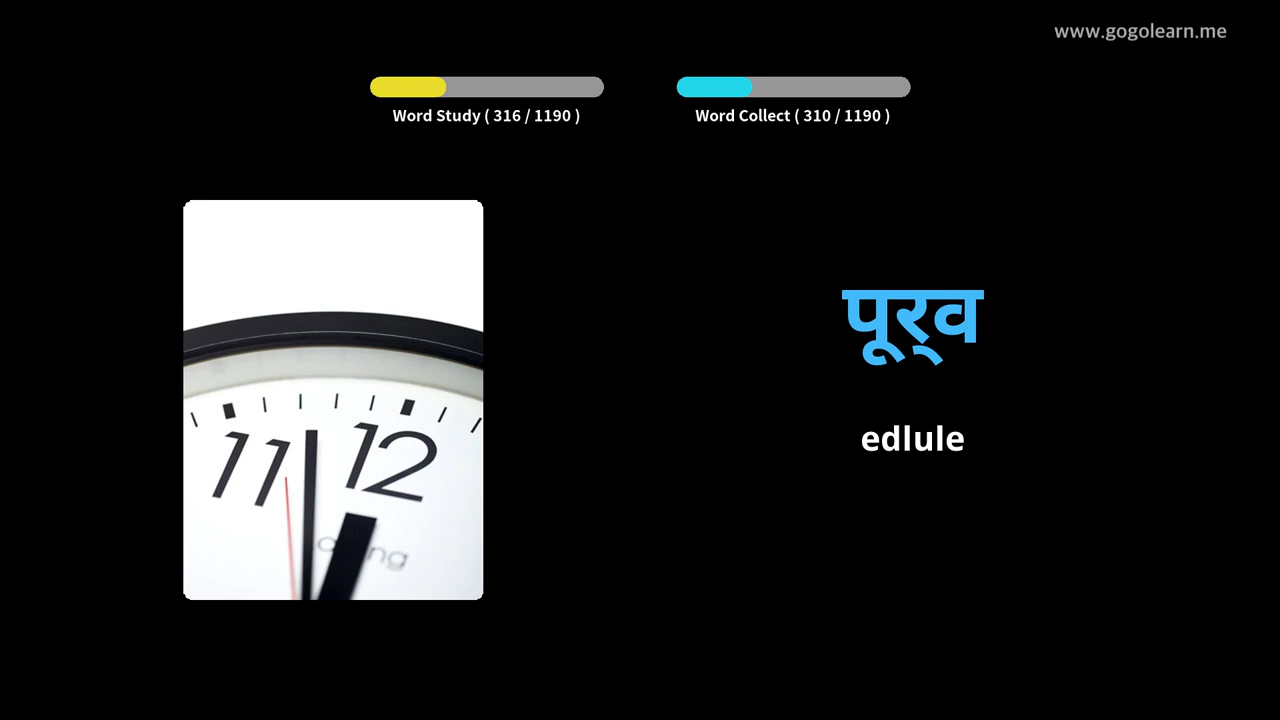 www.gogolearn.me
Word Study ( 316 / 1190 )
Word Collect ( 310 / 1190 )
पूर्‍व
edlule
11 12